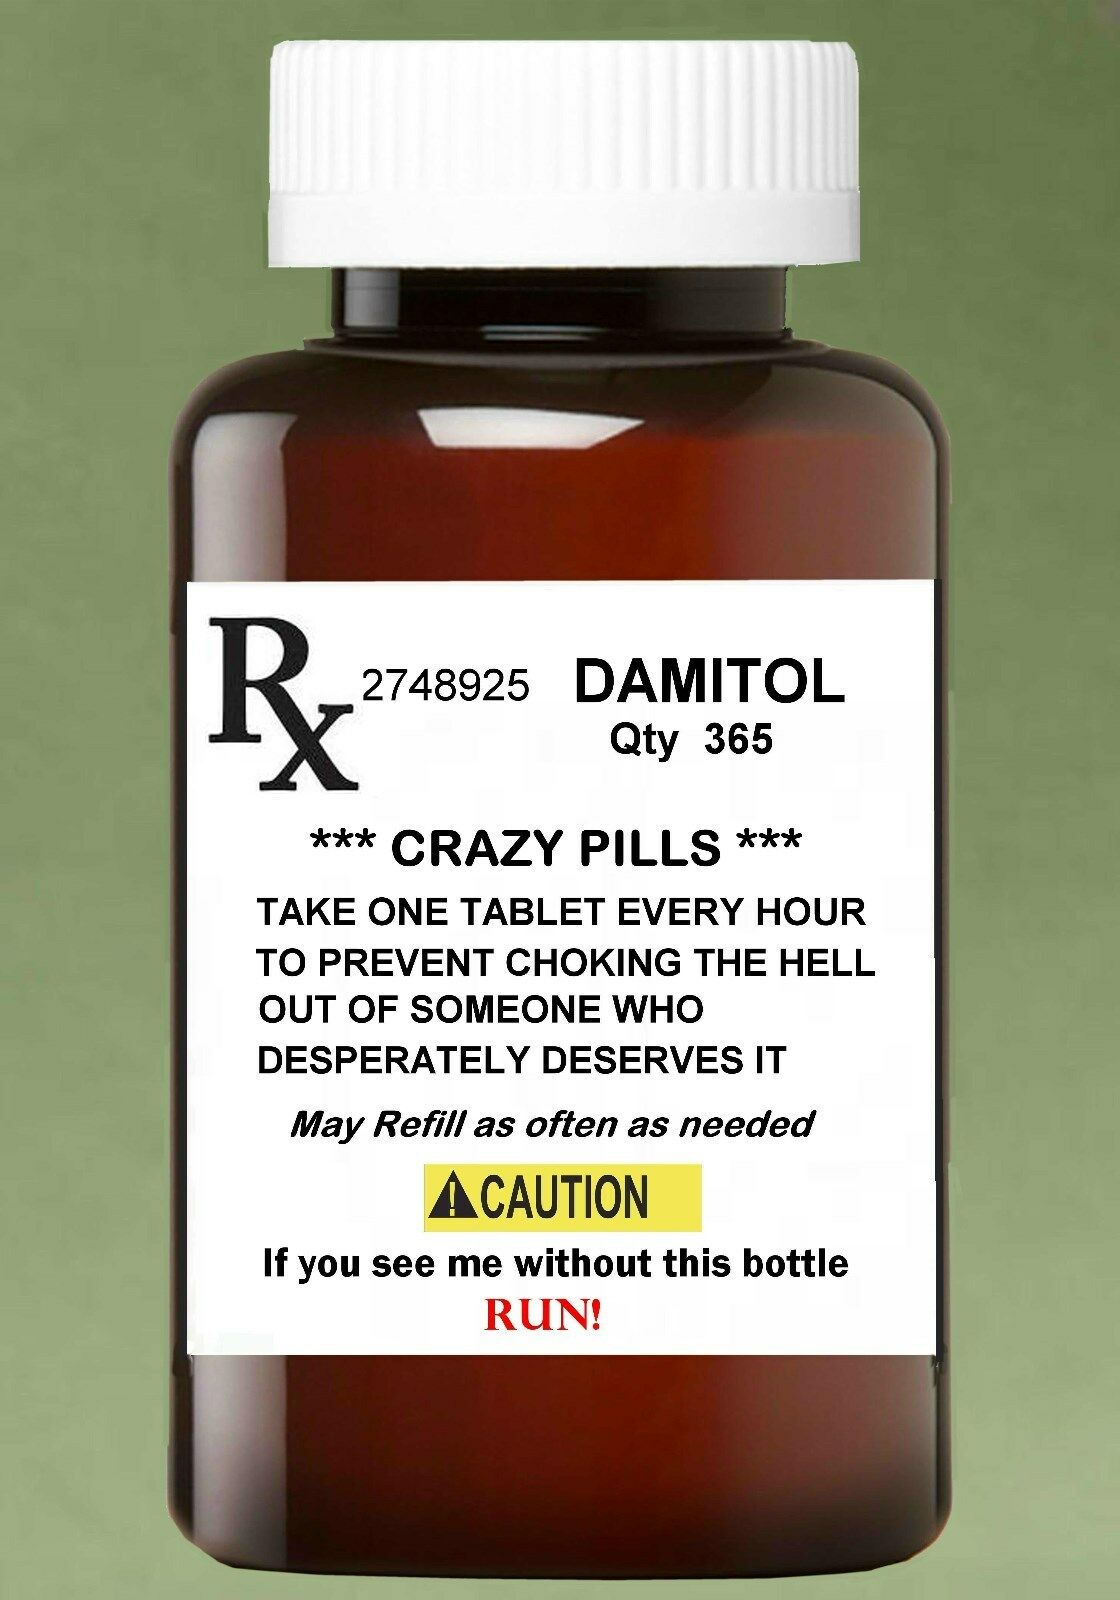 Rx 2748925 DAMITOL
Qty 365
*** CRAZY PILLS ***
TAKE ONE TABLET EVERY HOUR
TO PREVENT CHOKING THE HELL
OUT OF SOMEONE WHO
DESPERATELY DESERVES IT
May Refill as often as needed
CAUTION
If you see me without this bottle
RUN!